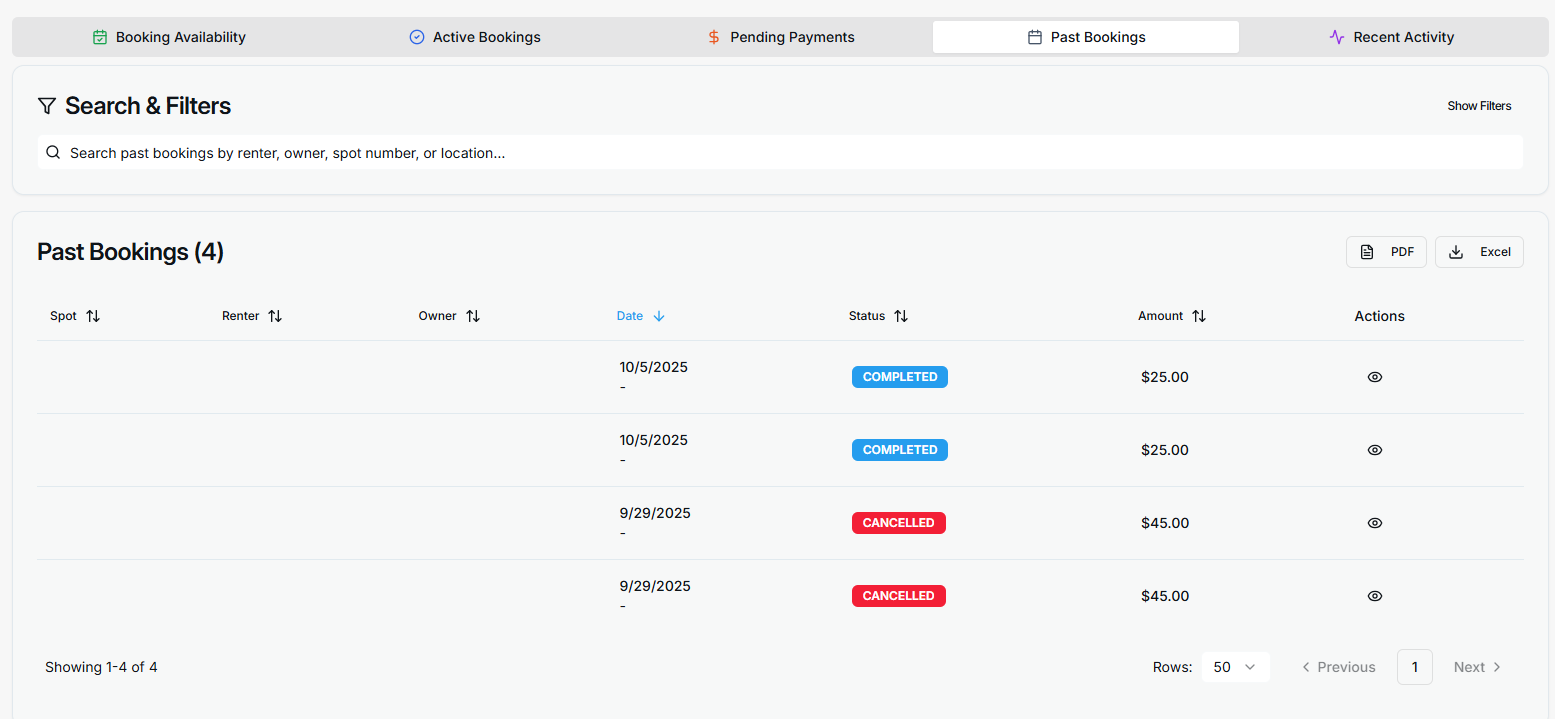 Booking Availability Active Bookings Pending Payments Past Bookings Recent Activity
Search & Filters Show Filters
Search past bookings by renter, owner, spot number, or location...
Past Bookings (4) PDF Excel
Spot Renter Owner Date Status Amount Actions
10/5/2025
-
COMPLETED $25.00
10/5/2025
-
COMPLETED $25.00
9/29/2025
-
CANCELLED $45.00
9/29/2025
-
CANCELLED $45.00
Showing 1-4 of 4 Rows: 50 Previous 1 Next